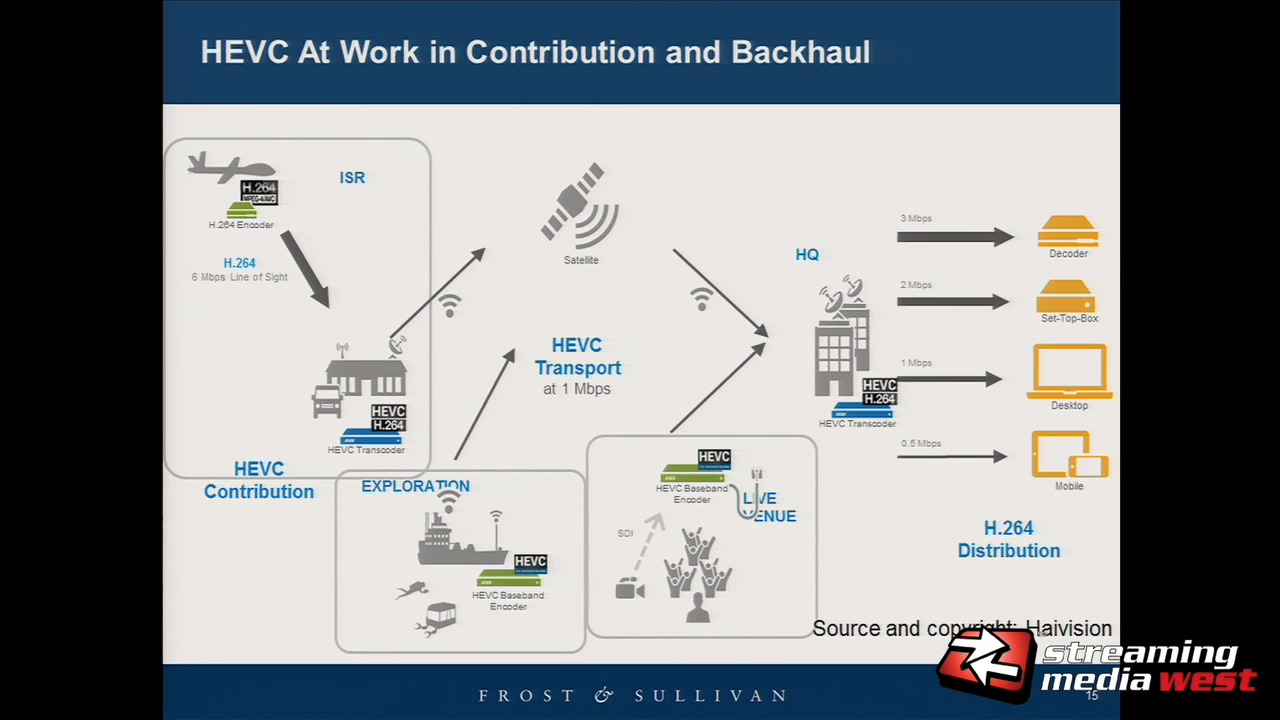 HEVC At Work in Contribution and Backhaul
ISR
H.264
MPEG-4/AVC
H.264 Encoder
H.264
6 Mbps Line of Sight
HEVC
H.264
HEVC Transcoder
HEVC
Contribution
Satellite
HEVC
Transport
at 1 Mbps
EXPLORATION
HEVC
HEVC Baseband
Encoder
HEVC
HEVC Baseband
Encoder
LIVE
VENUE
SDI
HQ
HEVC
H.264
HEVC Transcoder
3 Mbps
Decoder
2 Mbps
Set-Top-Box
1 Mbps
Desktop
0.5 Mbps
Mobile
H.264
Distribution
Source and copyright: Haivision
FROST & SULLIVAN
15
streaming
media west